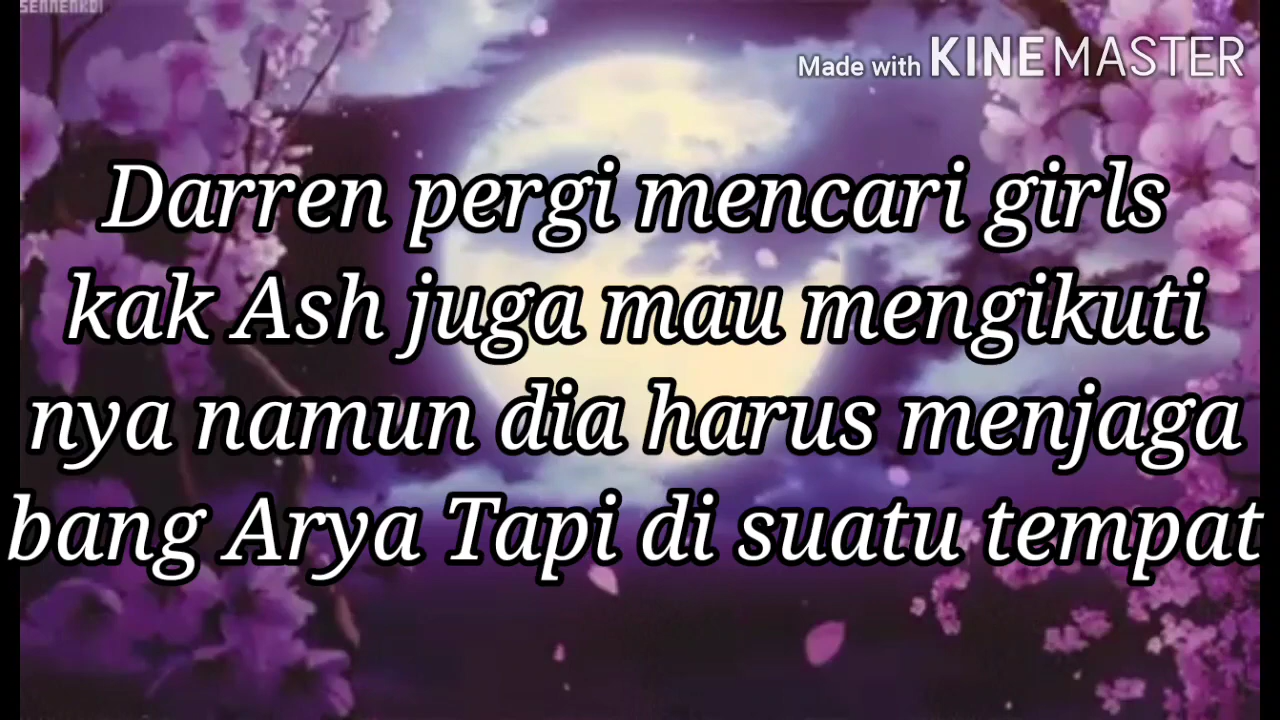 SENNENKOI
Made with KINEMASTER
Darren pergi mencari girls
kak Ash juga mau mengikuti
nya namun dia harus menjaga
bang Arya Tapi di suatu tempat